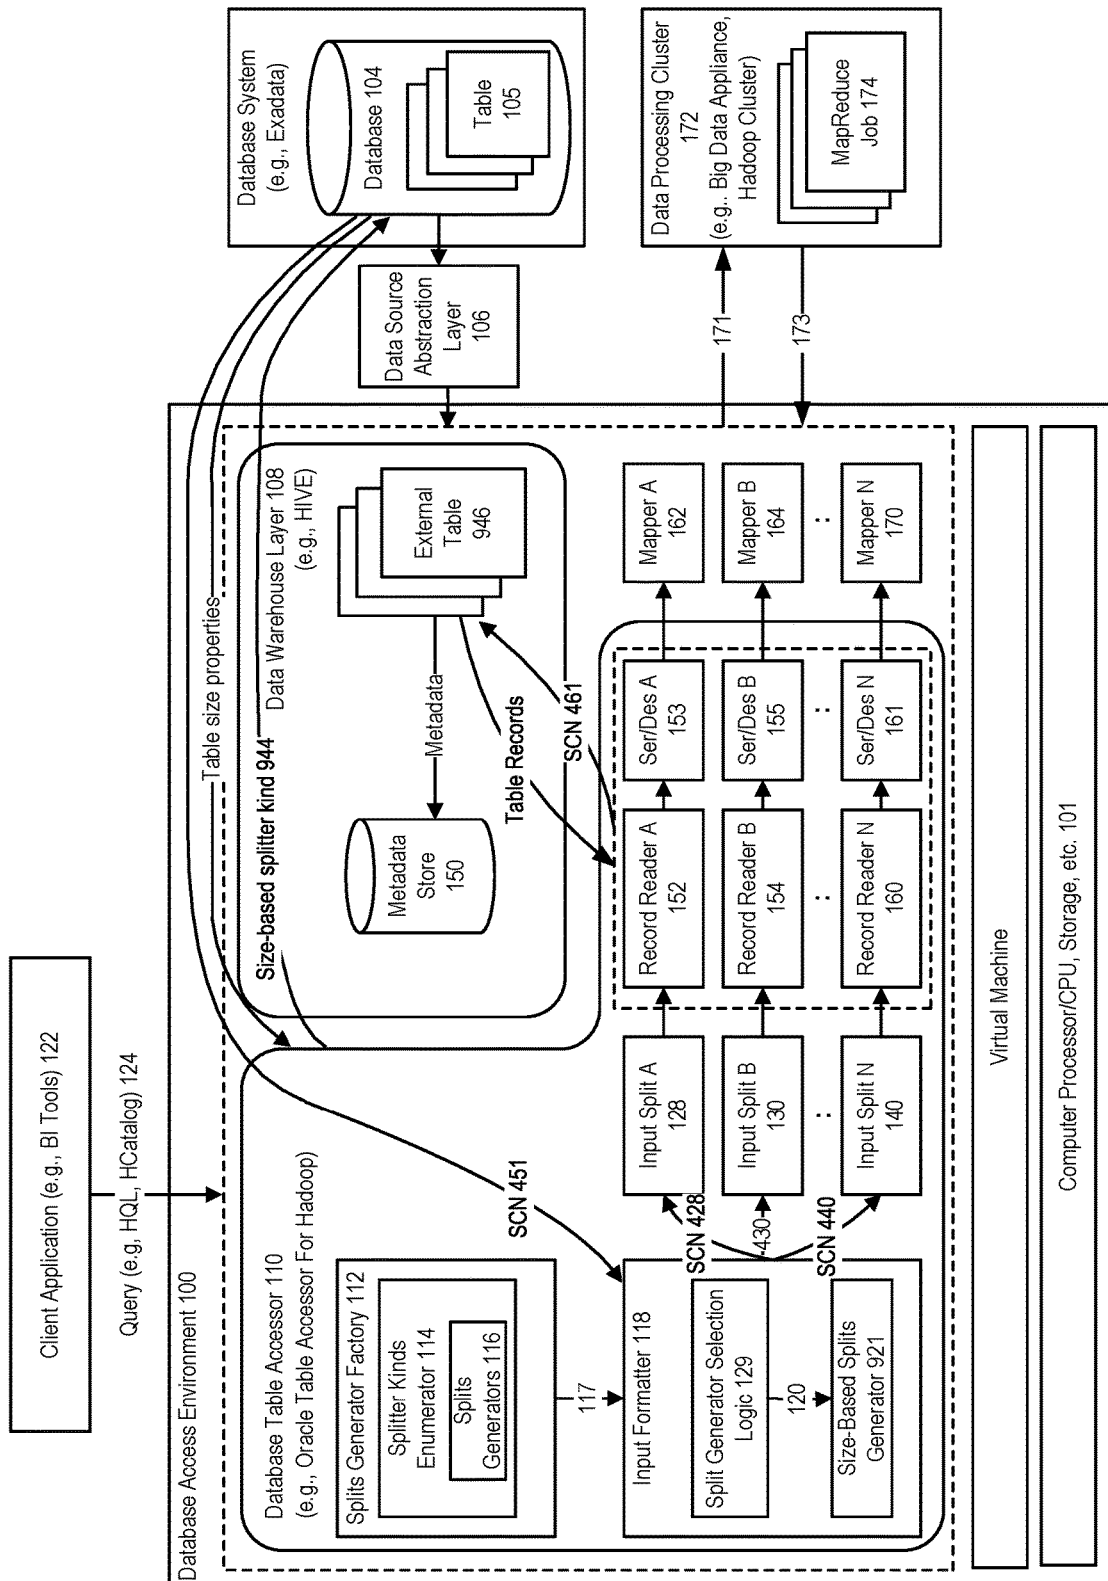 Client Application (e.g., BI Tools) 122
Query (e.g, HQL, HCatalog) 124
Database Access Environment 100
Database Table Accessor 110
(e.g., Oracle Table Accessor For Hadoop)
Splits Generator Factory 112
Splitter Kinds
Enumerator 114
Splits
Generators 116
117
Input Formatter 118
Split Generator Selection
Logic 129
120
Size-Based Splits
Generator 921
SCN 451
SCN 428
430
SCN 440
Input Split A
128
Input Split B
130
:
Input Split N
140
Table size properties
Size-based splitter kind 944
Data Warehouse Layer 108
(e.g., HIVE)
Metadata
Store
150
Metadata
External
Table
946
Table Records
SCN 461
Record Reader A
152
Record Reader B
154
:
Record Reader N
160
Ser/Des A
153
Ser/Des B
155
:
Ser/Des N
161
Mapper A
162
Mapper B
164
:
Mapper N
170
Virtual Machine
Computer Processor/CPU, Storage, etc. 101
Database System
(e.g., Exadata)
Database 104
Table
105
Data Source
Abstraction
Layer
106
171
173
Data Processing Cluster
172
(e.g.. Big Data Appliance,
Hadoop Cluster)
MapReduce
Job 174